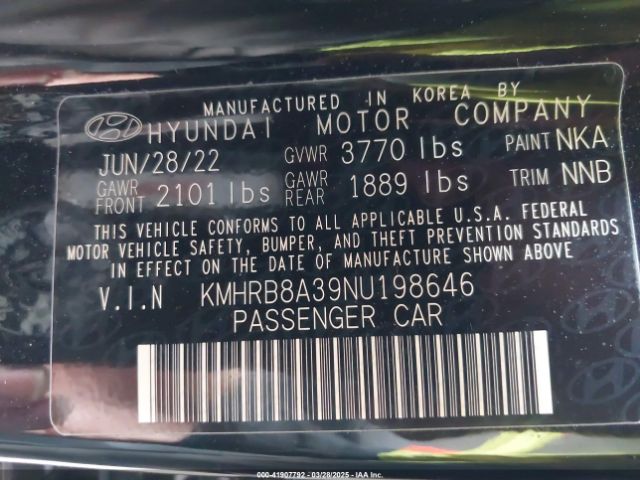 MANUFACTURED IN KOREA BY
HYUNDAI MOTOR COMPANY
JUN/28/22 GVWR 3770 lbs PAINT NKA
GAWR FRONT 2101 lbs GAWR REAR 1889 lbs TRIM NNB
THIS VEHICLE CONFORMS TO ALL APPLICABLE U.S.A. FEDERAL
MOTOR VEHICLE SAFETY, BUMPER, AND THEFT PREVENTION STANDARDS
IN EFFECT ON THE DATE OF MANUFACTURE SHOWN ABOVE
V.I.N KMHRB8A39NU198646
PASSENGER CAR
000-41907792 - 03/28/2025 - IAA Inc.